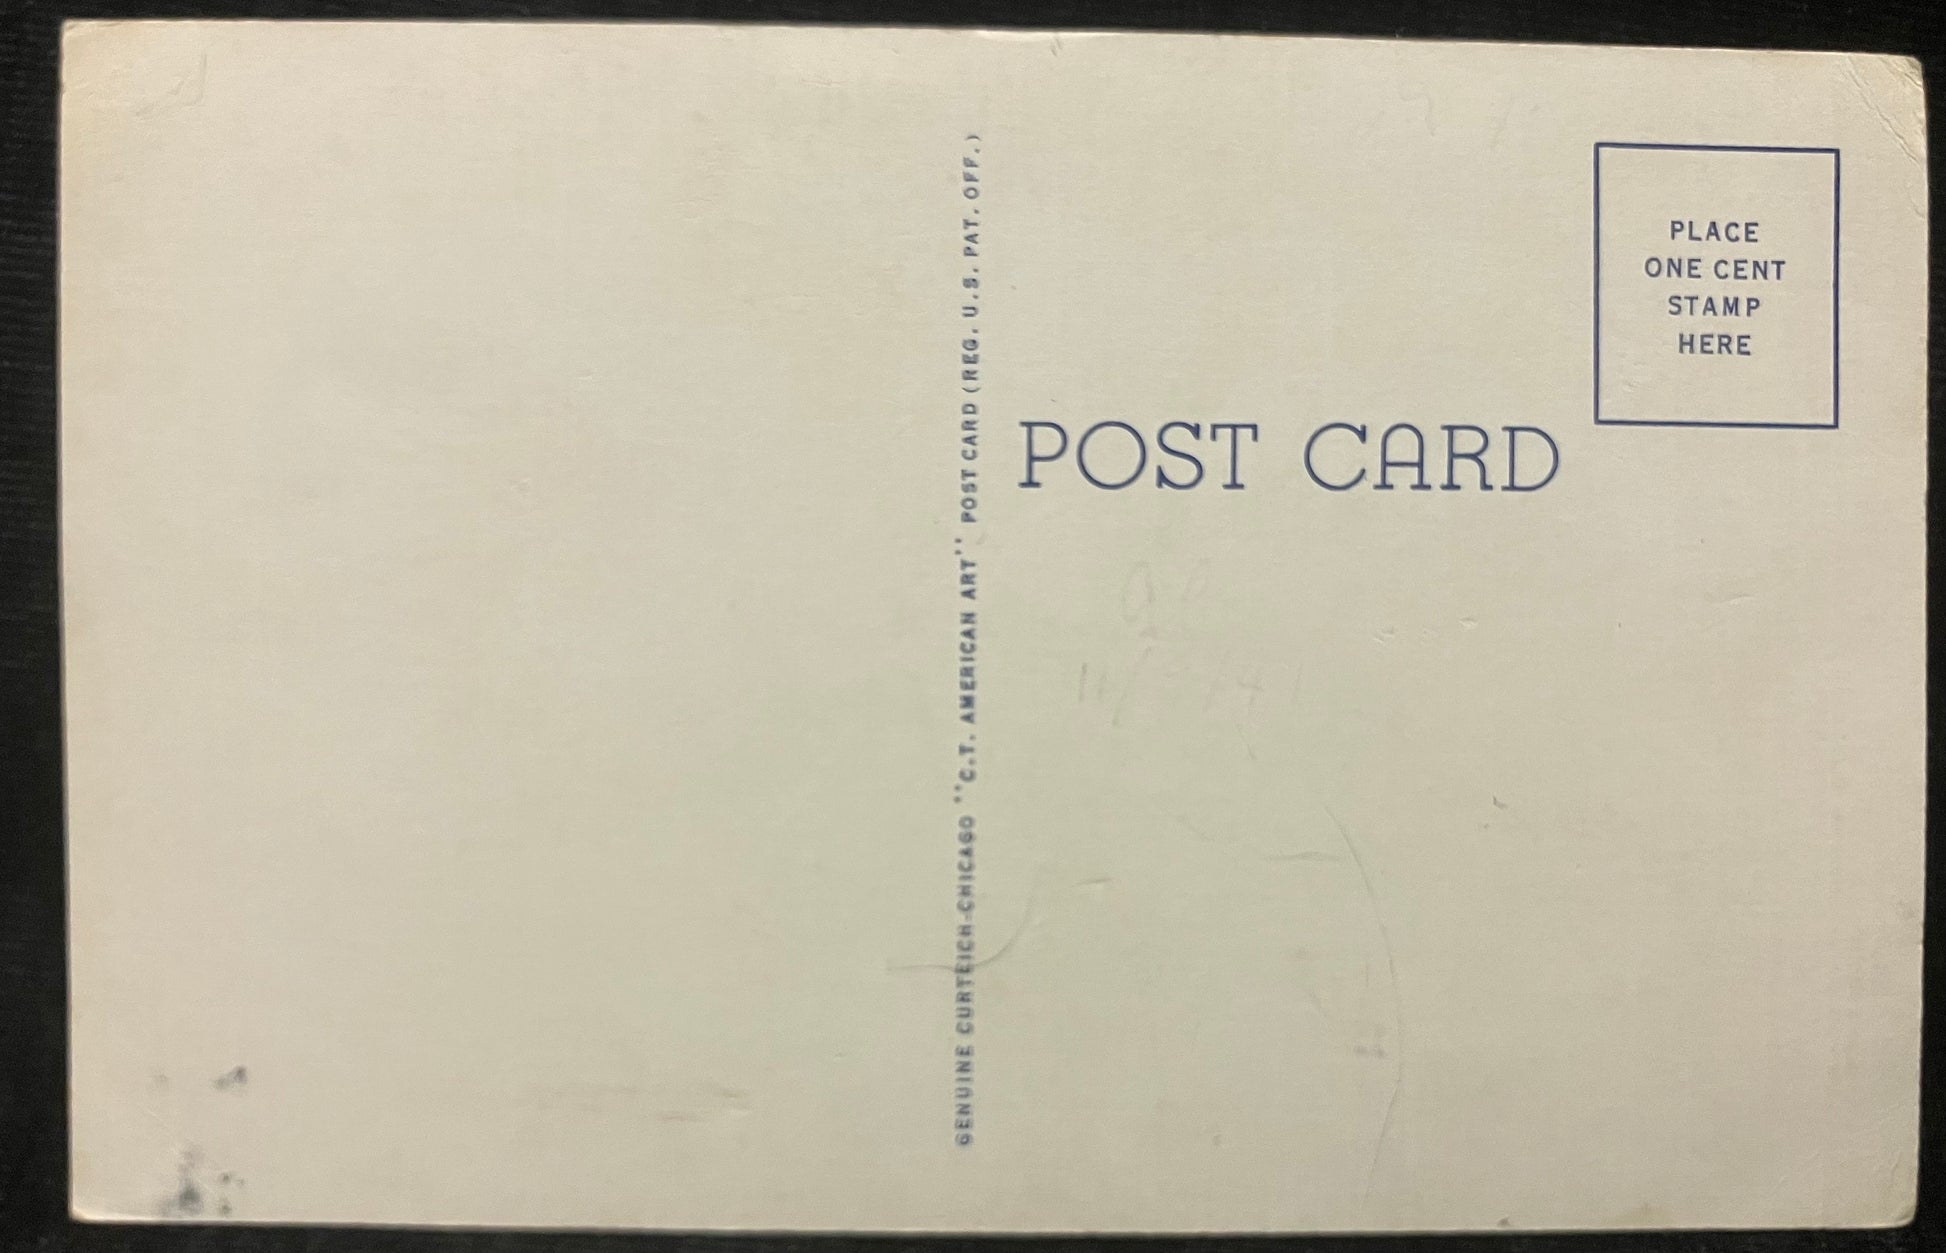 GENUINE CURTEICH-CHICAGO "C.T. AMERICAN ART" POST CARD (REG. U.S. PAT. OFF.)
PLACE
ONE CENT
STAMP
HERE
POST CARD